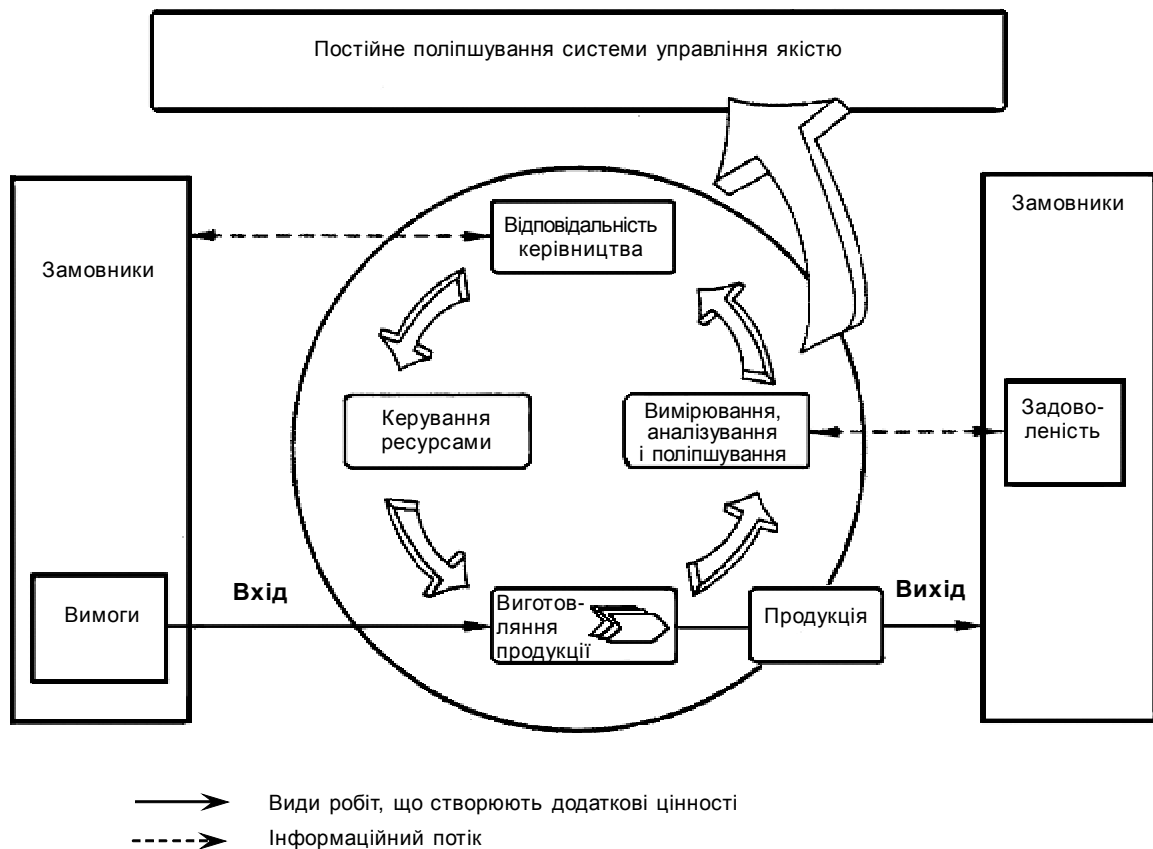 Постійне поліпшування системи управління якістю
Замовники
Відповідальність
керівництва
Замовники
Керування
ресурсами
Вимірювання,
аналізування
і поліпшування
Задово-
леність
Вимоги
Вхід
Виготов-
ляння
продукції
Продукція
Вихід
Види робіт, що створюють додаткові цінності
Інформаційний потік